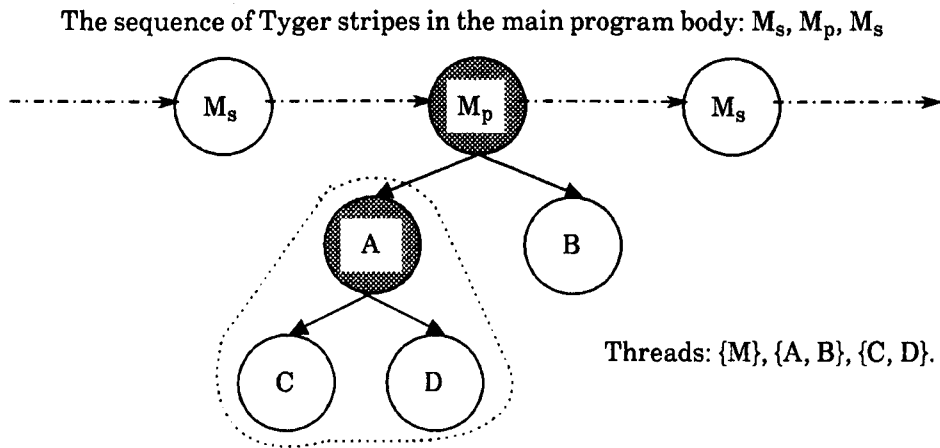 The sequence of Tyger stripes in the main program body: Mₛ, Mₚ, Mₛ
Mₛ Mₚ Mₛ
A B
C D
Threads: {M}, {A, B}, {C, D}.